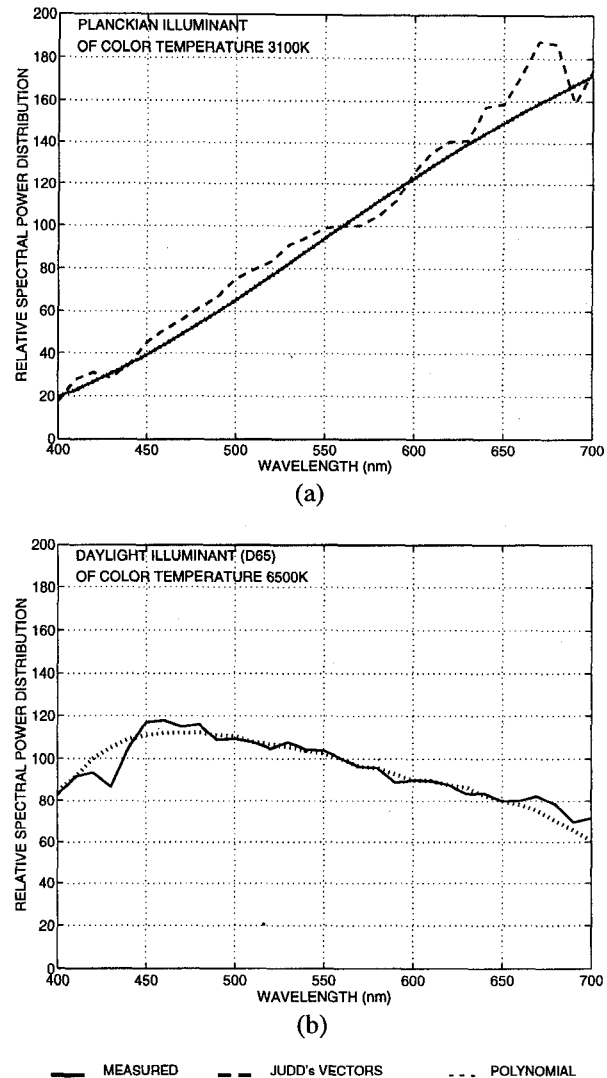 PLANCKIAN ILLUMINANT
OF COLOR TEMPERATURE 3100K
RELATIVE SPECTRAL POWER DISTRIBUTION
200
180
160
140
120
100
80
60
40
20
0
400
450
500
550
600
650
700
WAVELENGTH (nm)
(a)
DAYLIGHT ILLUMINANT (D65)
OF COLOR TEMPERATURE 6500K
RELATIVE SPECTRAL POWER DISTRIBUTION
200
180
160
140
120
100
80
60
40
20
0
400
450
500
550
600
650
700
WAVELENGTH (nm)
(b)
MEASURED
JUDD's VECTORS
POLYNOMIAL